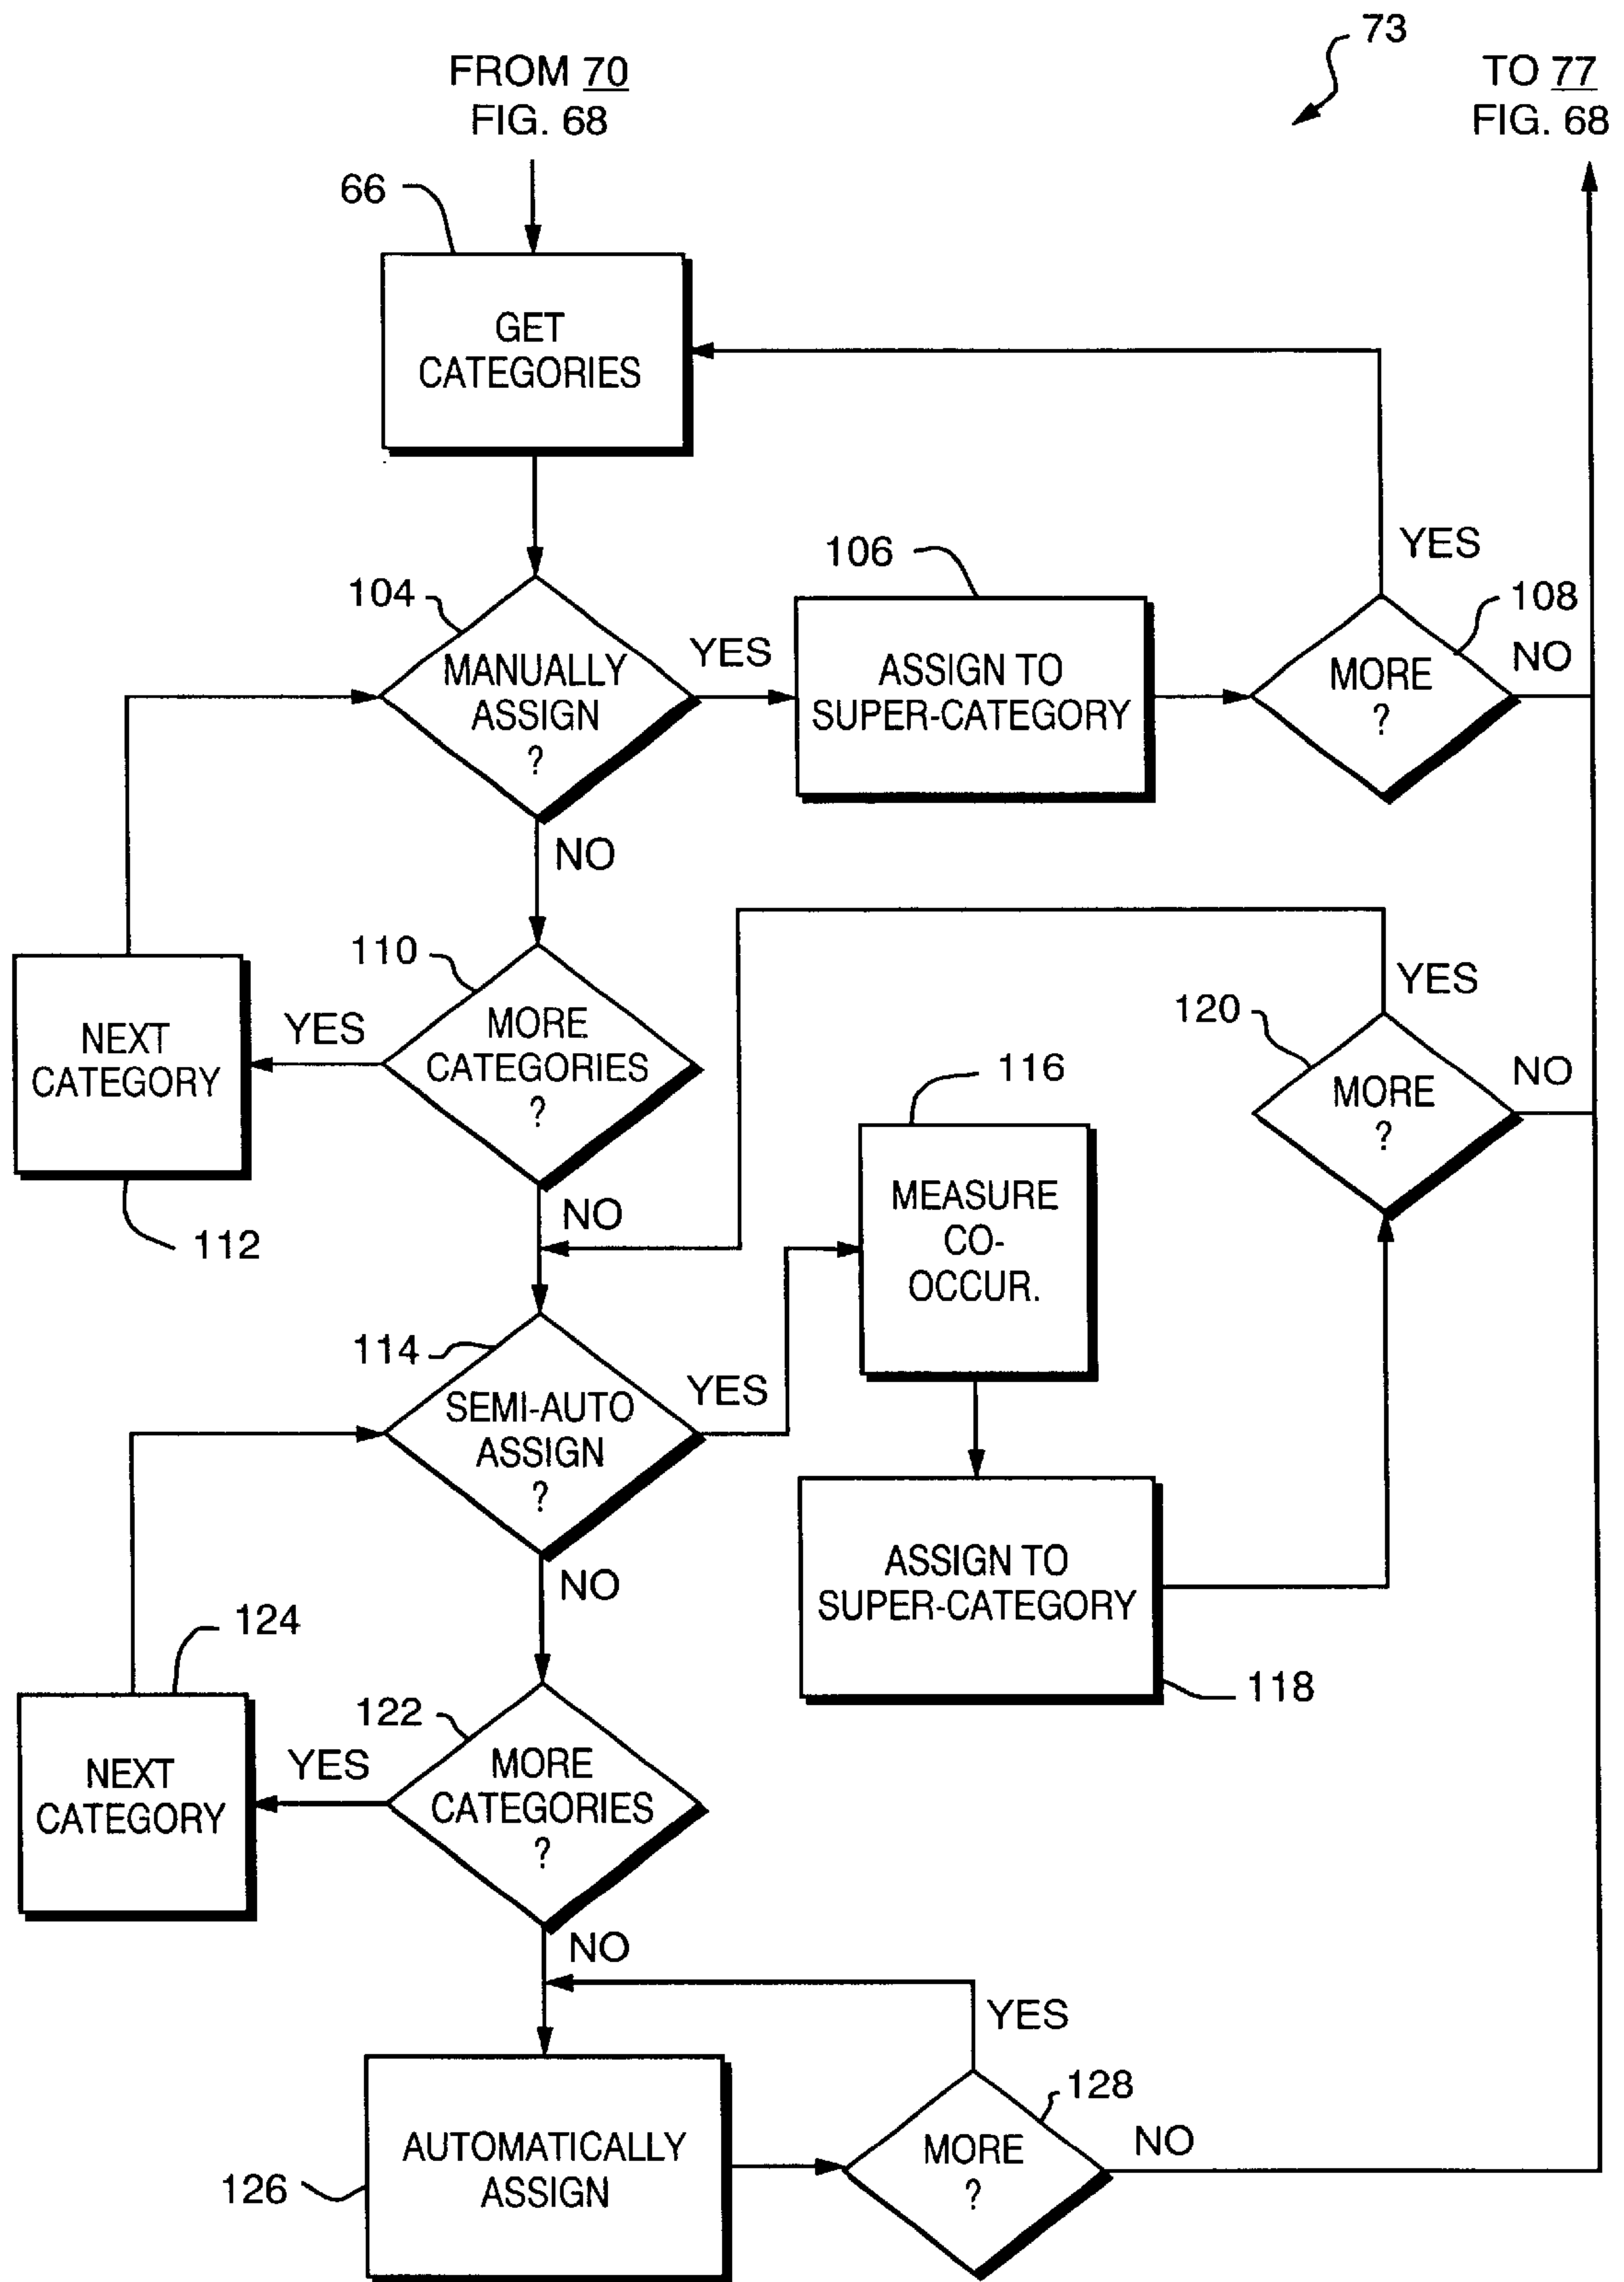 73
FROM 70
FIG. 68
TO 77
FIG. 68
66
GET
CATEGORIES
YES
106
104
108
MANUALLY
ASSIGN
?
YES
ASSIGN TO
SUPER-CATEGORY
MORE
?
NO
NO
110
YES
120
NEXT
CATEGORY
YES
MORE
CATEGORIES
?
116
MORE
?
NO
112
NO
MEASURE
CO-
OCCUR.
114
SEMI-AUTO
ASSIGN
?
YES
NO
ASSIGN TO
SUPER-CATEGORY
118
124
122
NEXT
CATEGORY
YES
MORE
CATEGORIES
?
NO
YES
128
AUTOMATICALLY
ASSIGN
126
MORE
?
NO